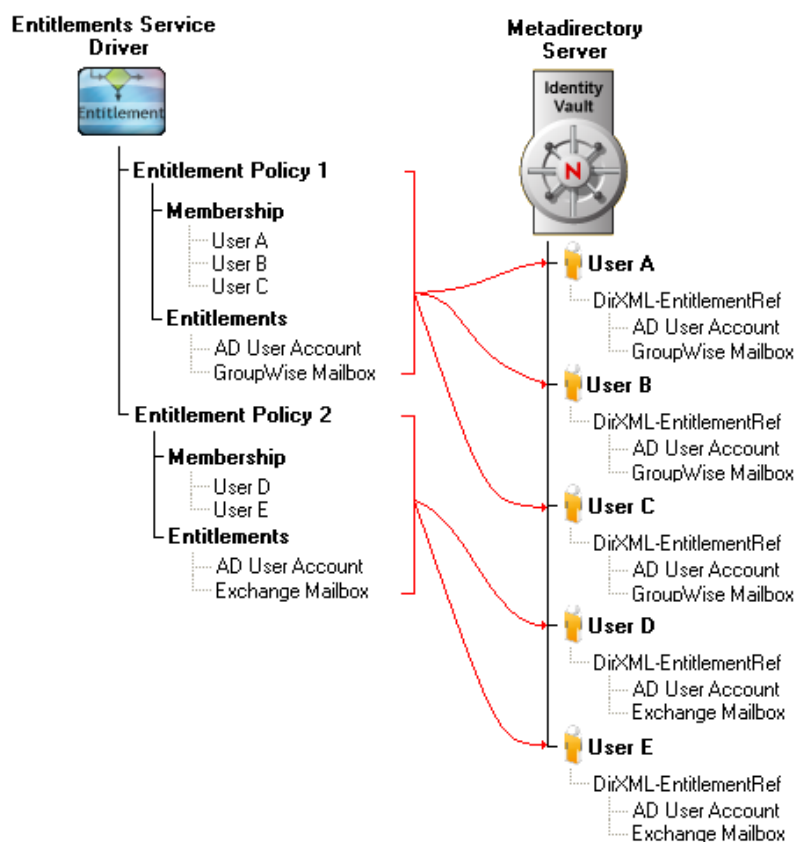 Entitlements Service
Driver
Entitlement
Entitlement Policy 1
Membership
User A
User B
User C
Entitlements
AD User Account
GroupWise Mailbox
Entitlement Policy 2
Membership
User D
User E
Entitlements
AD User Account
Exchange Mailbox
Metadirectory
Server
Identity
Vault
N
User A
DirXML-EntitlementRef
AD User Account
GroupWise Mailbox
User B
DirXML-EntitlementRef
AD User Account
GroupWise Mailbox
User C
DirXML-EntitlementRef
AD User Account
GroupWise Mailbox
User D
DirXML-EntitlementRef
AD User Account
Exchange Mailbox
User E
DirXML-EntitlementRef
AD User Account
Exchange Mailbox